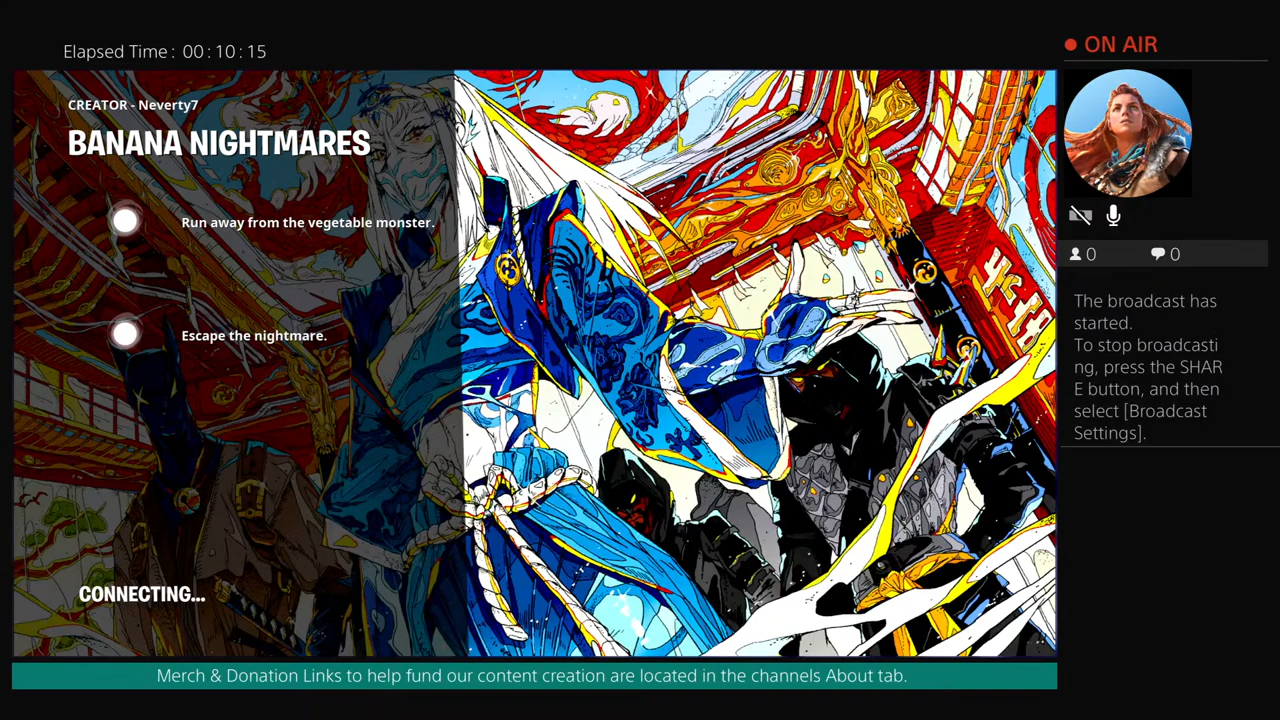 Elapsed Time: 00:10:15
ON AIR
CREATOR - Neverty7
BANANA NIGHTMARES
Run away from the vegetable monster.
Escape the nightmare.
CONNECTING...
0
0
The broadcast has
started.
To stop broadcasti
ng, press the SHAR
E button, and then
select [Broadcast
Settings].
Merch & Donation Links to help fund our content creation are located in the channels About tab.